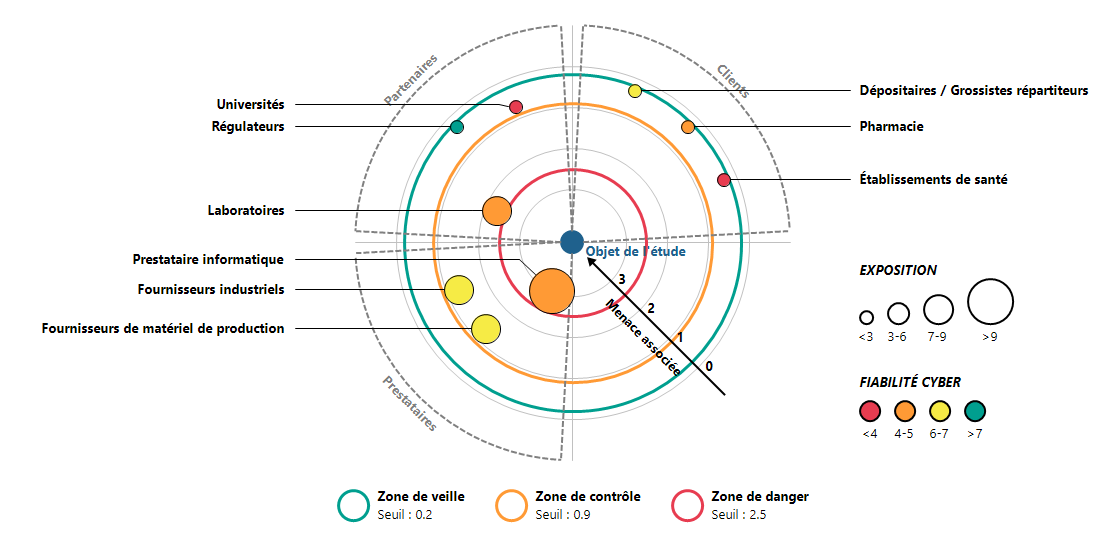 Partenaires
Clients
Universités
Régulateurs
Laboratoires
Prestataire informatique
Fournisseurs industriels
Fournisseurs de matériel de production
Dépositaires / Grossistes répartiteurs
Pharmacie
Établissements de santé
Objet de l'étude
3
2
1
0
Menace associée
Prestataires
EXPOSITION
<3 3-6 7-9 >9
FIABILITÉ CYBER
<4 4-5 6-7 >7
Zone de veille
Seuil : 0.2
Zone de contrôle
Seuil : 0.9
Zone de danger
Seuil : 2.5